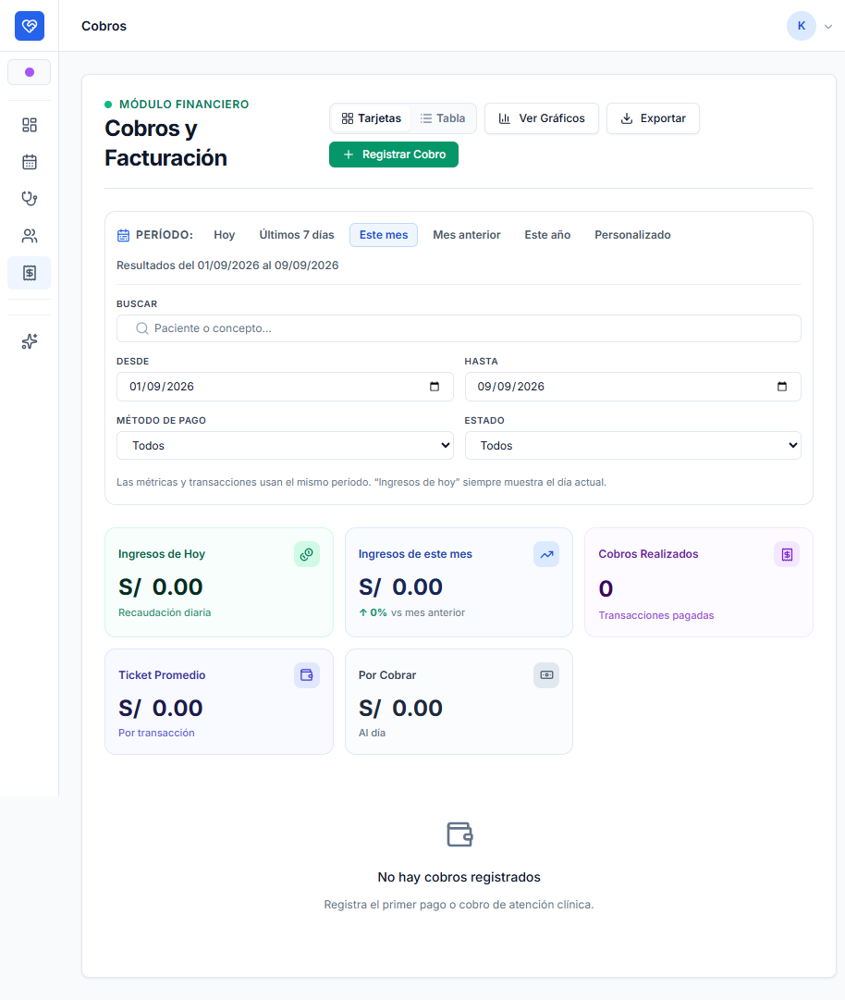 Cobros
K
MÓDULO FINANCIERO
Cobros y
Facturación
Tarjetas
Tabla
Ver Gráficos
Exportar
Registrar Cobro
PERÍODO:
Hoy
Últimos 7 días
Este mes
Mes anterior
Este año
Personalizado
Resultados del 01/09/2026 al 09/09/2026
BUSCAR
Paciente o concepto...
DESDE
HASTA
01/09/2026
09/09/2026
MÉTODO DE PAGO
ESTADO
Todos
Todos
Las métricas y transacciones usan el mismo período. “Ingresos de hoy” siempre muestra el día actual.
Ingresos de Hoy
S/ 0.00
Recaudación diaria
Ingresos de este mes
S/ 0.00
↑ 0% vs mes anterior
Cobros Realizados
0
Transacciones pagadas
Ticket Promedio
S/ 0.00
Por transacción
Por Cobrar
S/ 0.00
Al día
No hay cobros registrados
Registra el primer pago o cobro de atención clínica.